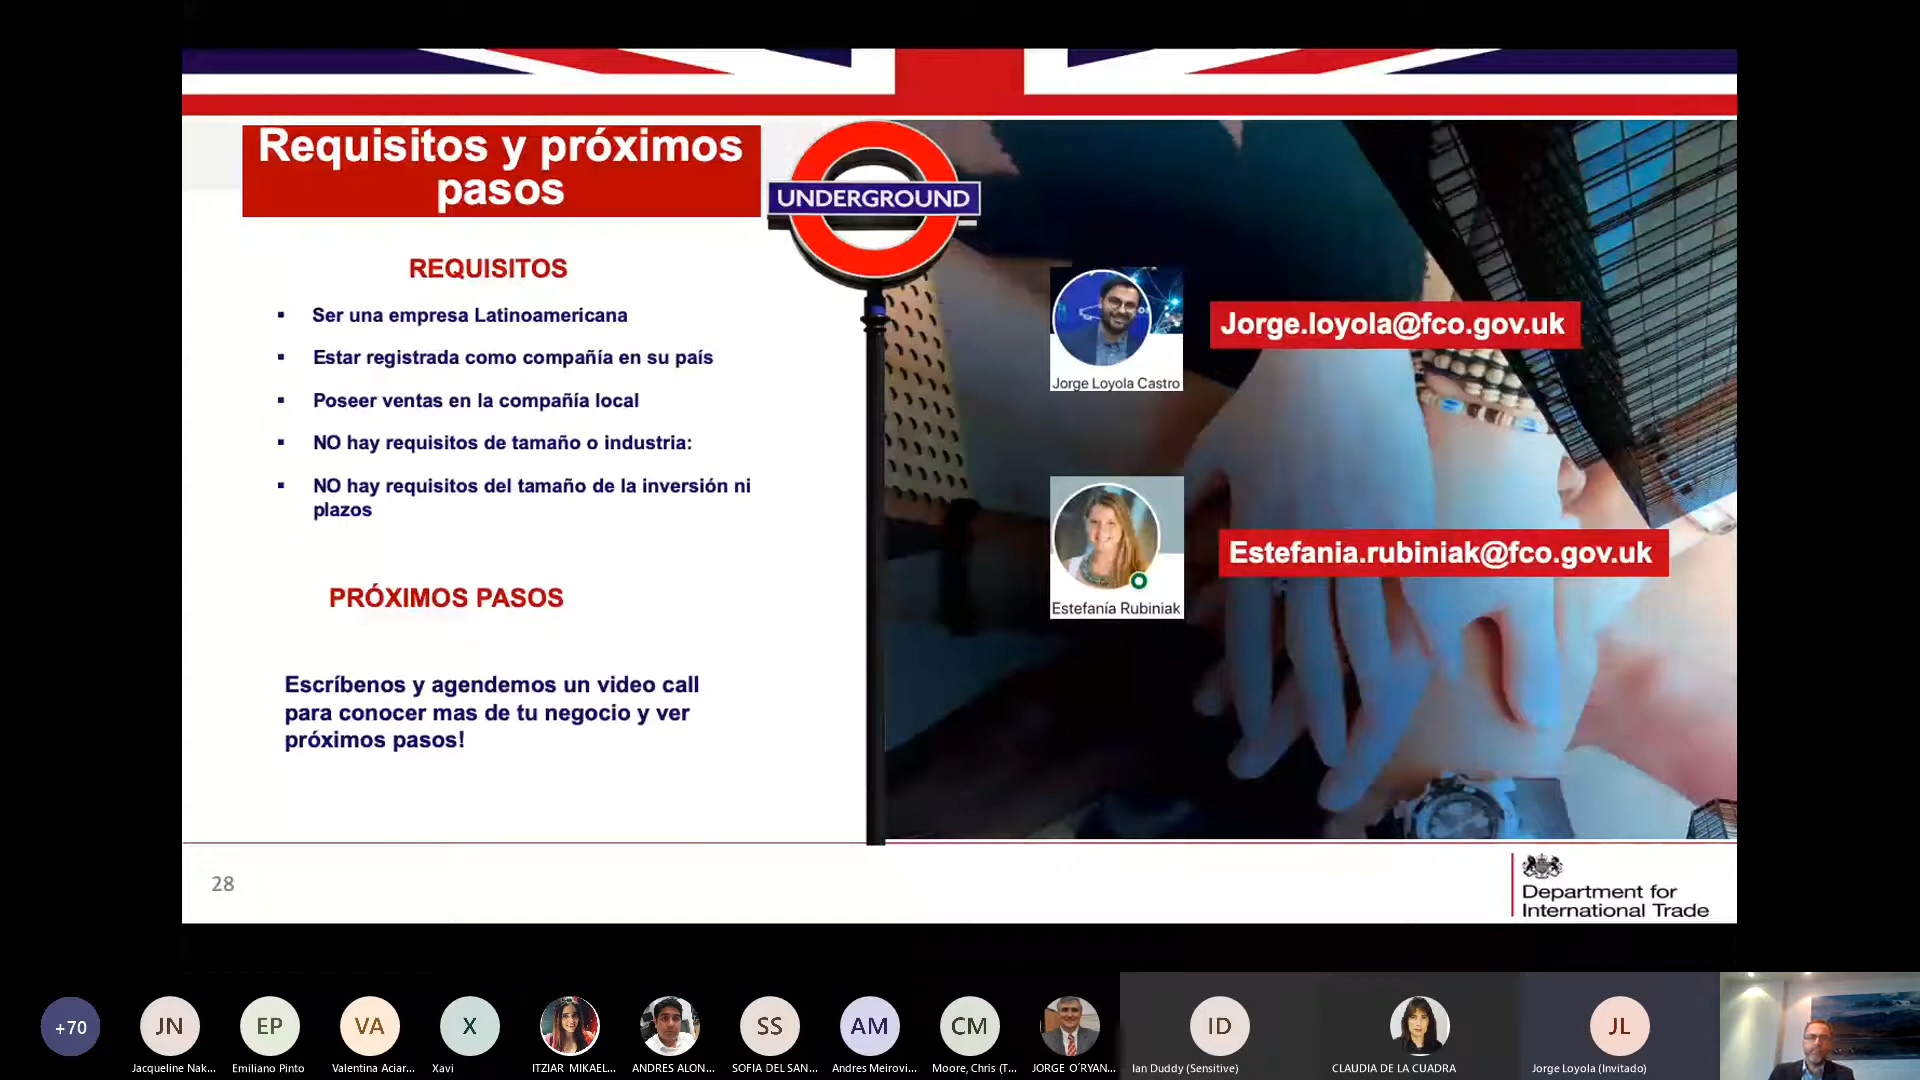 Requisitos y próximos
pasos
UNDERGROUND
REQUISITOS
▪ Ser una empresa Latinoamericana
▪ Estar registrada como compañía en su país
▪ Poseer ventas en la compañía local
▪ NO hay requisitos de tamaño o industria:
▪ NO hay requisitos del tamaño de la inversión ni
plazos
PRÓXIMOS PASOS
Escríbenos y agendemos un video call
para conocer mas de tu negocio y ver
próximos pasos!
Jorge Loyola Castro
Jorge.loyola@fco.gov.uk
Estefanía Rubiniak
Estefania.rubiniak@fco.gov.uk
28
Department for
International Trade
+70
JN
Jacqueline Nak...
EP
Emiliano Pinto
VA
Valentina Aciar...
X
Xavi
ITZIAR MIKAEL...
ANDRES ALON...
SS
SOFIA DEL SAN...
AM
Andres Meirovi...
CM
Moore, Chris (T...
JORGE O´RYAN...
ID
Ian Duddy (Sensitive)
CLAUDIA DE LA CUADRA
JL
Jorge Loyola (Invitado)